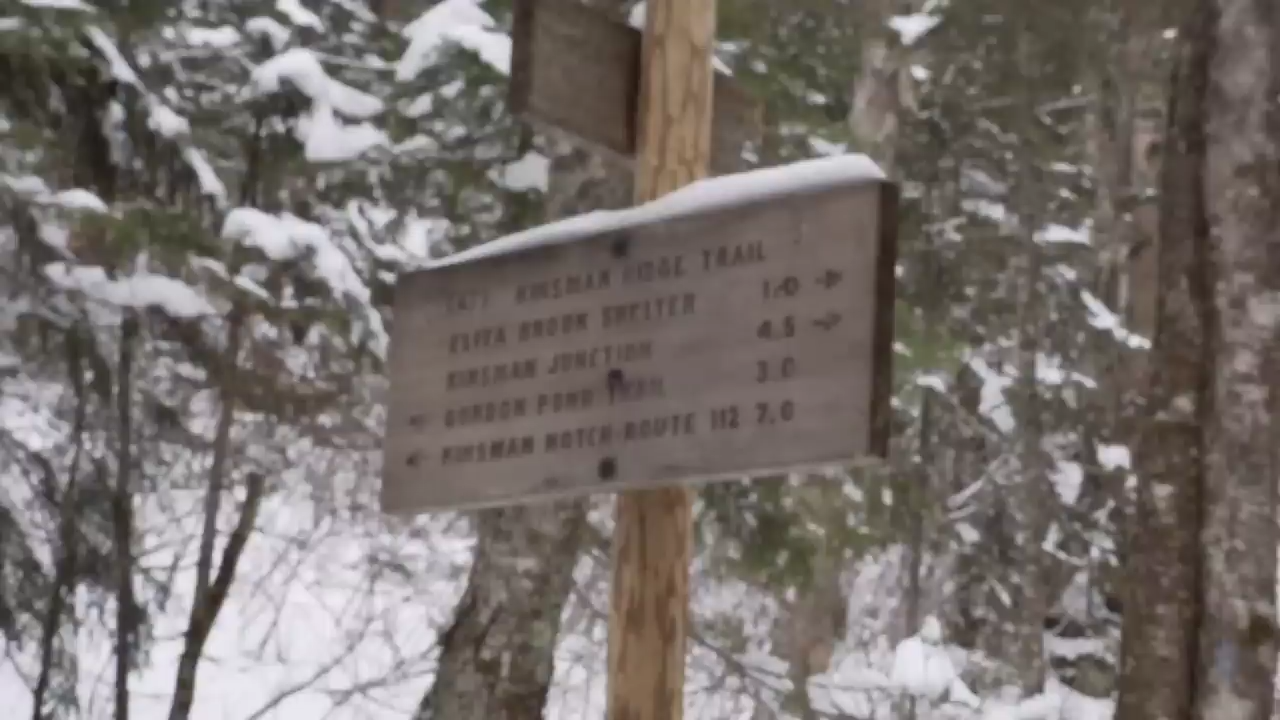 KINSMAN RIDGE TRAIL
ELIZA BROOK SHELTER 1.0 →
KINSMAN JUNCTION 4.5 →
← GORDON POND TRAIL 3.0
← KINSMAN NOTCH-ROUTE 112 7.0